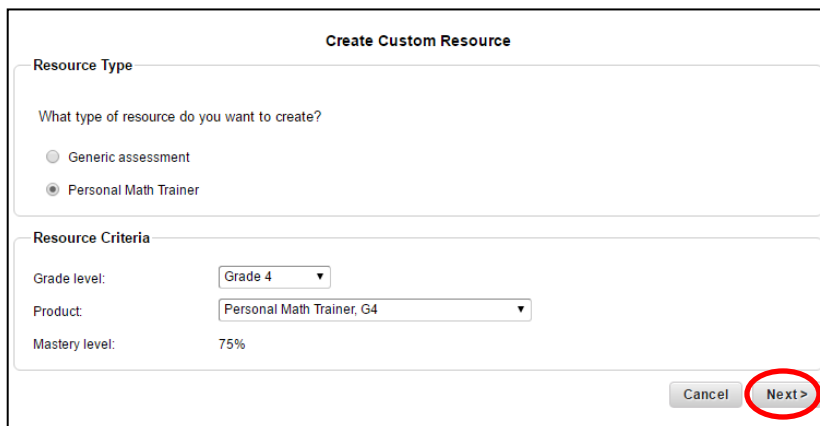 Create Custom Resource
Resource Type
What type of resource do you want to create?
Generic assessment
Personal Math Trainer
Resource Criteria
Grade level: Grade 4
Product: Personal Math Trainer, G4
Mastery level: 75%
Cancel Next >